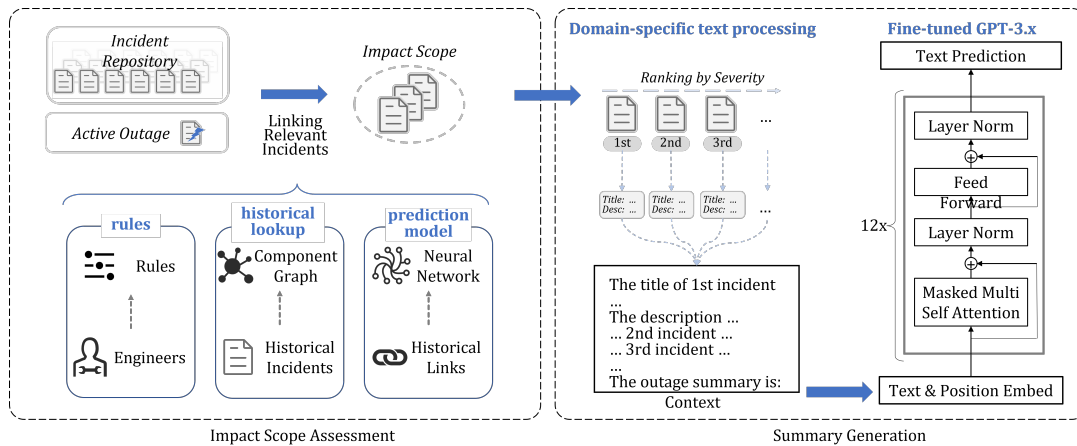 Incident
Repository
Active Outage
Linking
Relevant
Incidents
Impact Scope
rules
Rules
Engineers
historical
lookup
Component
Graph
Historical
Incidents
prediction
model
Neural
Network
Historical
Links
Impact Scope Assessment
Domain-specific text processing
Ranking by Severity
...
1st
2nd
3rd
Title: ...
Desc: ...
Title: ...
Desc: ...
Title: ...
Desc: ...
...
The title of 1st incident
...
The description ...
... 2nd incident ...
... 3rd incident ...
...
The outage summary is:
Context
Fine-tuned GPT-3.x
Text Prediction
Layer Norm
Feed
Forward
12x
Layer Norm
Masked Multi
Self Attention
Text & Position Embed
Summary Generation